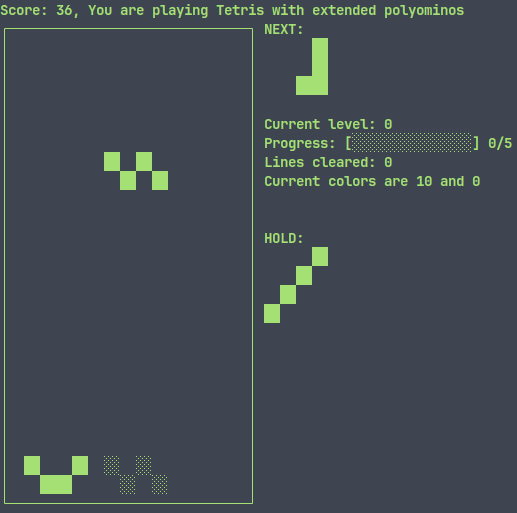 Score: 36, You are playing Tetris with extended polyominos
NEXT:
Current level: 0
Progress: [░░░░░░░░░░░░░░░] 0/5
Lines cleared: 0
Current colors are 10 and 0
HOLD: